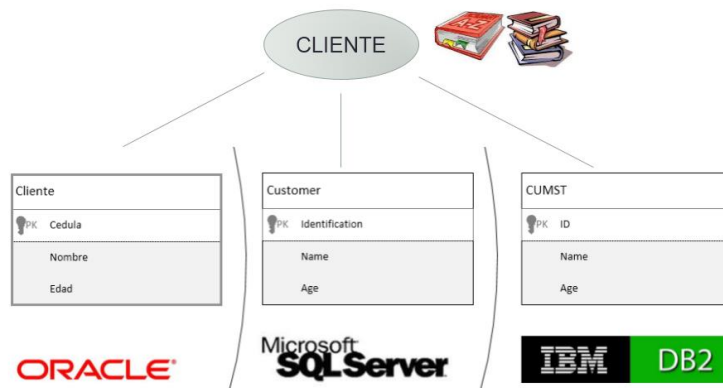 CLIENTE
A-Z
Cliente
PK Cedula
Nombre
Edad
ORACLE®
Customer
PK Identification
Name
Age
Microsoft
SQL Server
CUMST
PK ID
Name
Age
IBM DB2